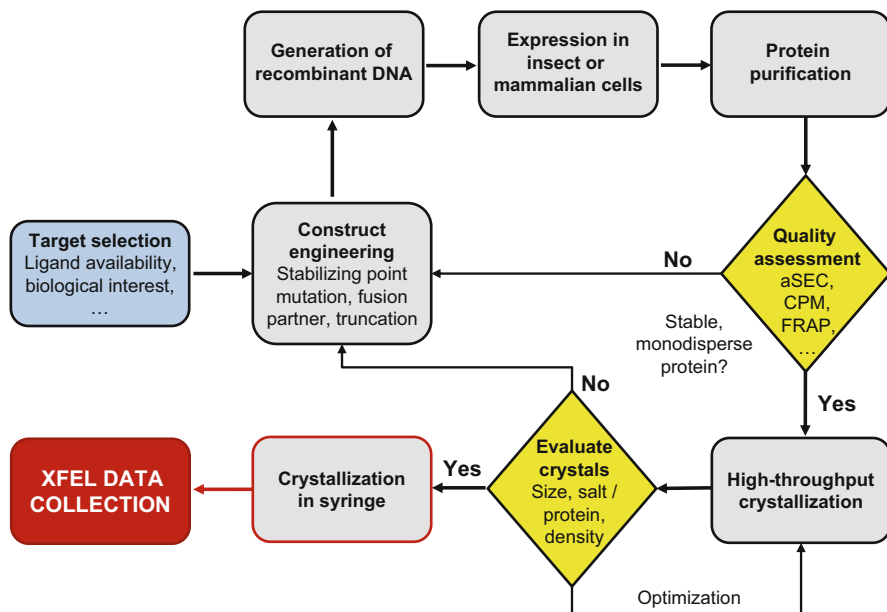 Generation of
recombinant DNA
Expression in
insect or
mammalian cells
Protein
purification
Target selection
Ligand availability,
biological interest,
…
Construct
engineering
Stabilizing point
mutation, fusion
partner, truncation
No
Quality
assessment
aSEC,
CPM,
FRAP,
…
Stable,
monodisperse
protein?
Yes
No
XFEL DATA
COLLECTION
Crystallization
in syringe
Yes
Evaluate
crystals
Size, salt /
protein,
density
High-throughput
crystallization
Optimization